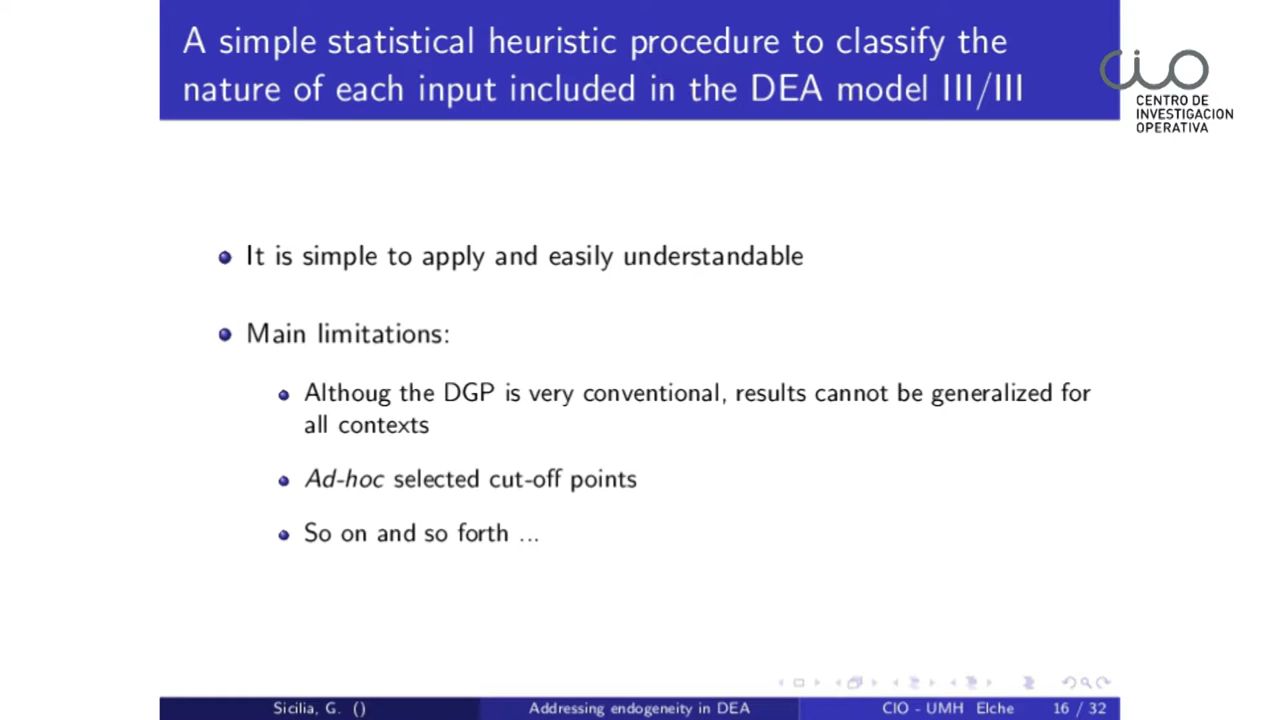 A simple statistical heuristic procedure to classify the
nature of each input included in the DEA model III/III
CIO
CENTRO DE
INVESTIGACION
OPERATIVA
It is simple to apply and easily understandable
Main limitations:
Althoug the DGP is very conventional, results cannot be generalized for
all contexts
Ad-hoc selected cut-off points
So on and so forth ...
Sicilia, G. () Addressing endogeneity in DEA CIO - UMH Elche 16 / 32